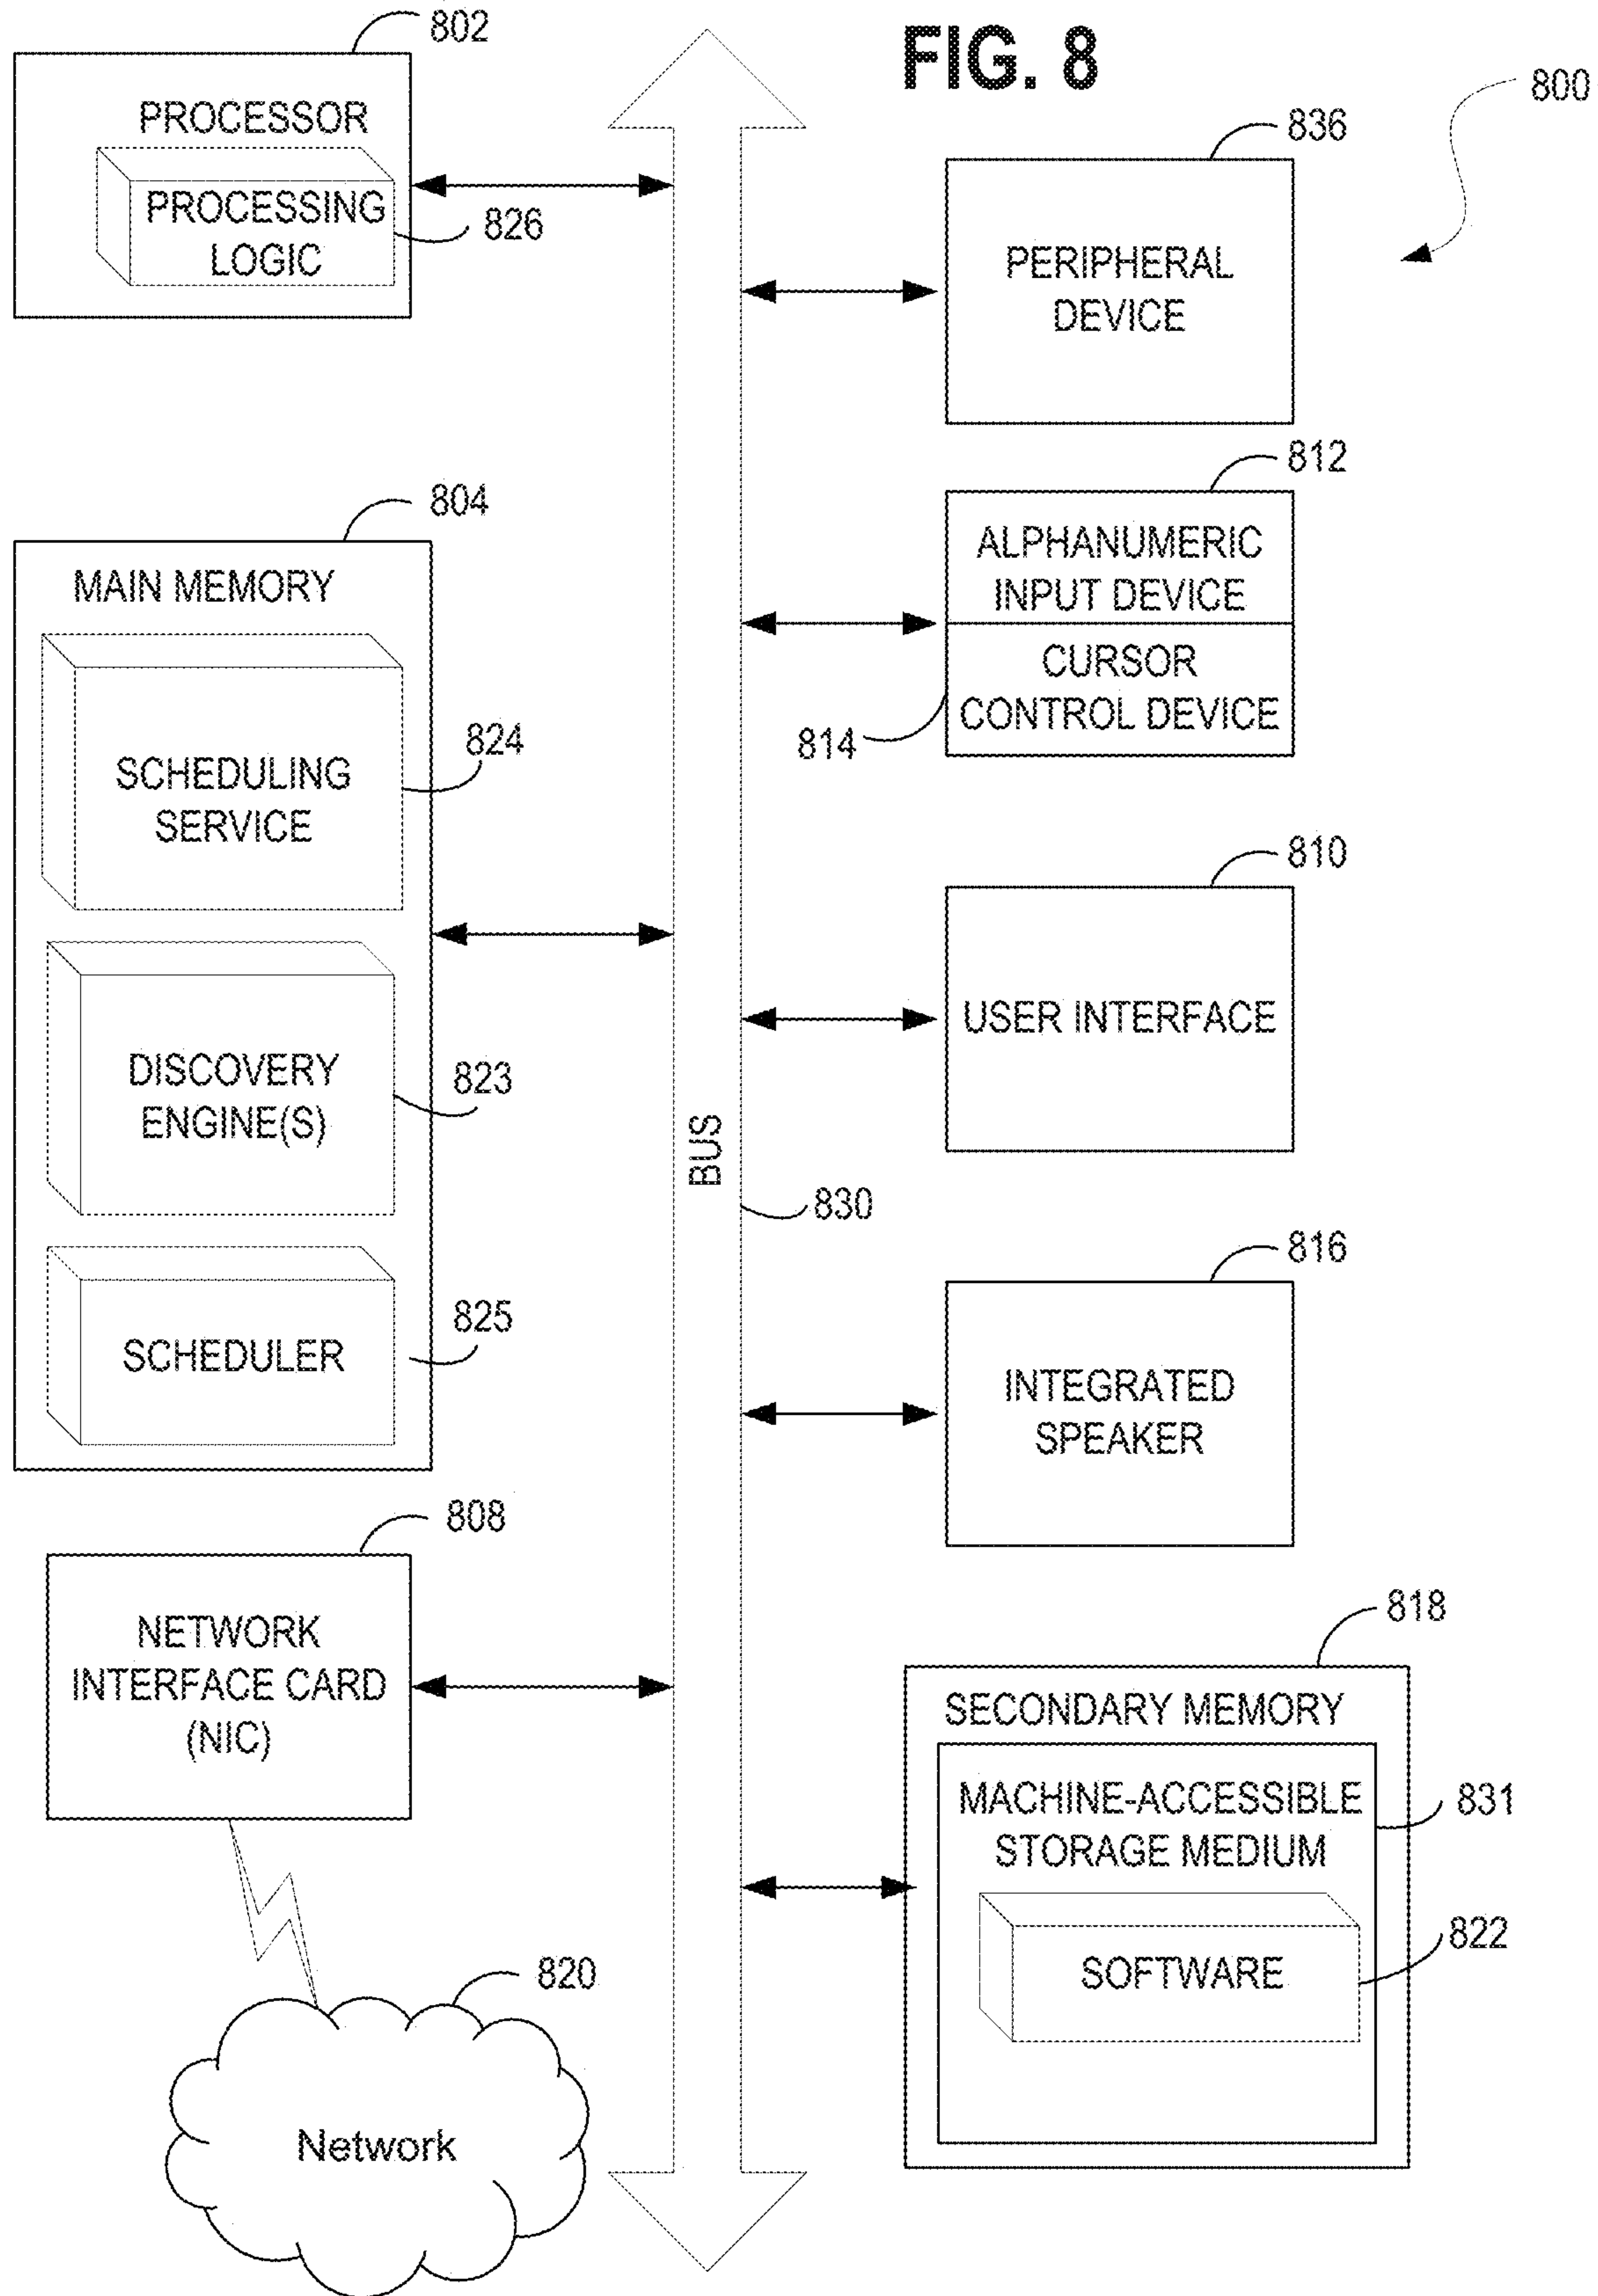 FIG. 8
800
802
PROCESSOR
PROCESSING
LOGIC
826
804
MAIN MEMORY
SCHEDULING
SERVICE
824
DISCOVERY
ENGINE(S)
823
SCHEDULER
825
808
NETWORK
INTERFACE CARD
(NIC)
820
Network
BUS
830
836
PERIPHERAL
DEVICE
812
ALPHANUMERIC
INPUT DEVICE
CURSOR
CONTROL DEVICE
814
810
USER INTERFACE
816
INTEGRATED
SPEAKER
818
SECONDARY MEMORY
MACHINE-ACCESSIBLE
STORAGE MEDIUM
831
SOFTWARE
822